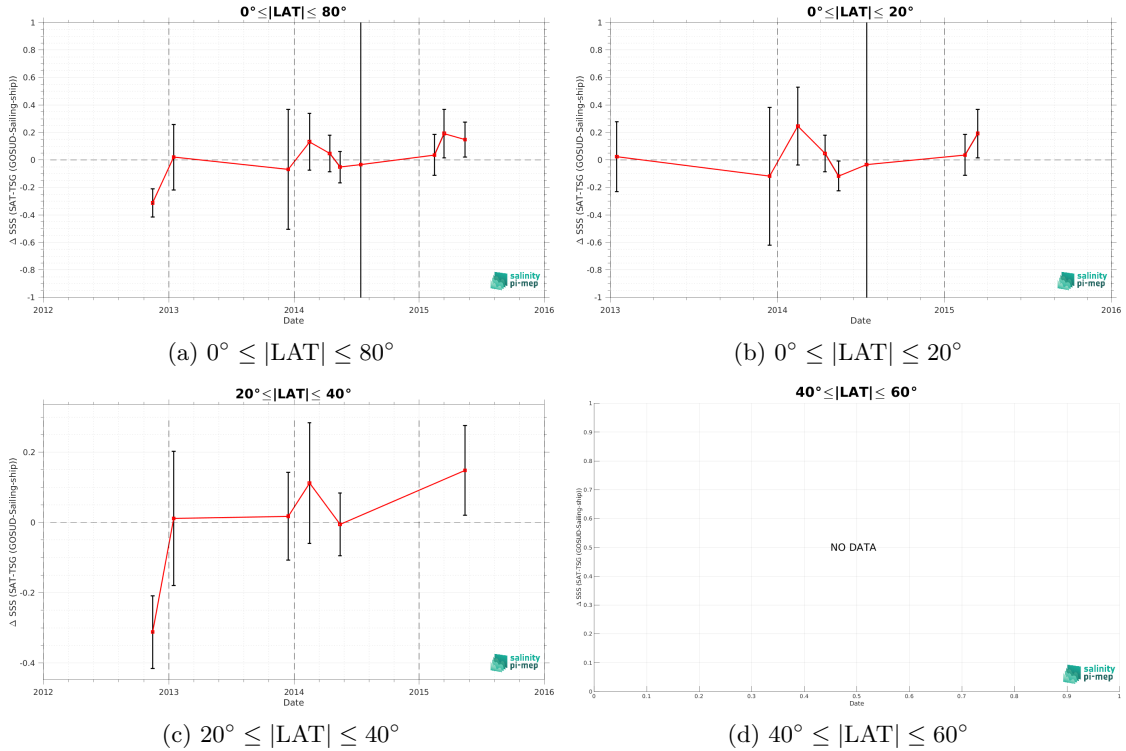 0°≤|LAT|≤ 80°
1
0.8
0.6
0.4
0.2
0
-0.2
-0.4
-0.6
-0.8
-1
Δ SSS (SAT-TSG (GOSUD-Sailing-ship))
salinity
pi-mep
2012 2013 2014 2015 2016
Date
(a) 0° ≤ |LAT| ≤ 80°
0°≤|LAT|≤ 20°
1
0.8
0.6
0.4
0.2
0
-0.2
-0.4
-0.6
-0.8
-1
Δ SSS (SAT-TSG (GOSUD-Sailing-ship))
salinity
pi-mep
2013 2014 2015 2016
Date
(b) 0° ≤ |LAT| ≤ 20°
20°≤|LAT|≤ 40°
0.2
0
-0.2
-0.4
Δ SSS (SAT-TSG (GOSUD-Sailing-ship))
salinity
pi-mep
2012 2013 2014 2015 2016
Date
(c) 20° ≤ |LAT| ≤ 40°
40°≤|LAT|≤ 60°
1
0.9
0.8
0.7
0.6
0.5
0.4
0.3
0.2
0.1
0
Δ SSS (SAT-TSG (GOSUD-Sailing-ship))
NO DATA
salinity
pi-mep
0 0.1 0.2 0.3 0.4 0.5 0.6 0.7 0.8 0.9 1
Date
(d) 40° ≤ |LAT| ≤ 60°